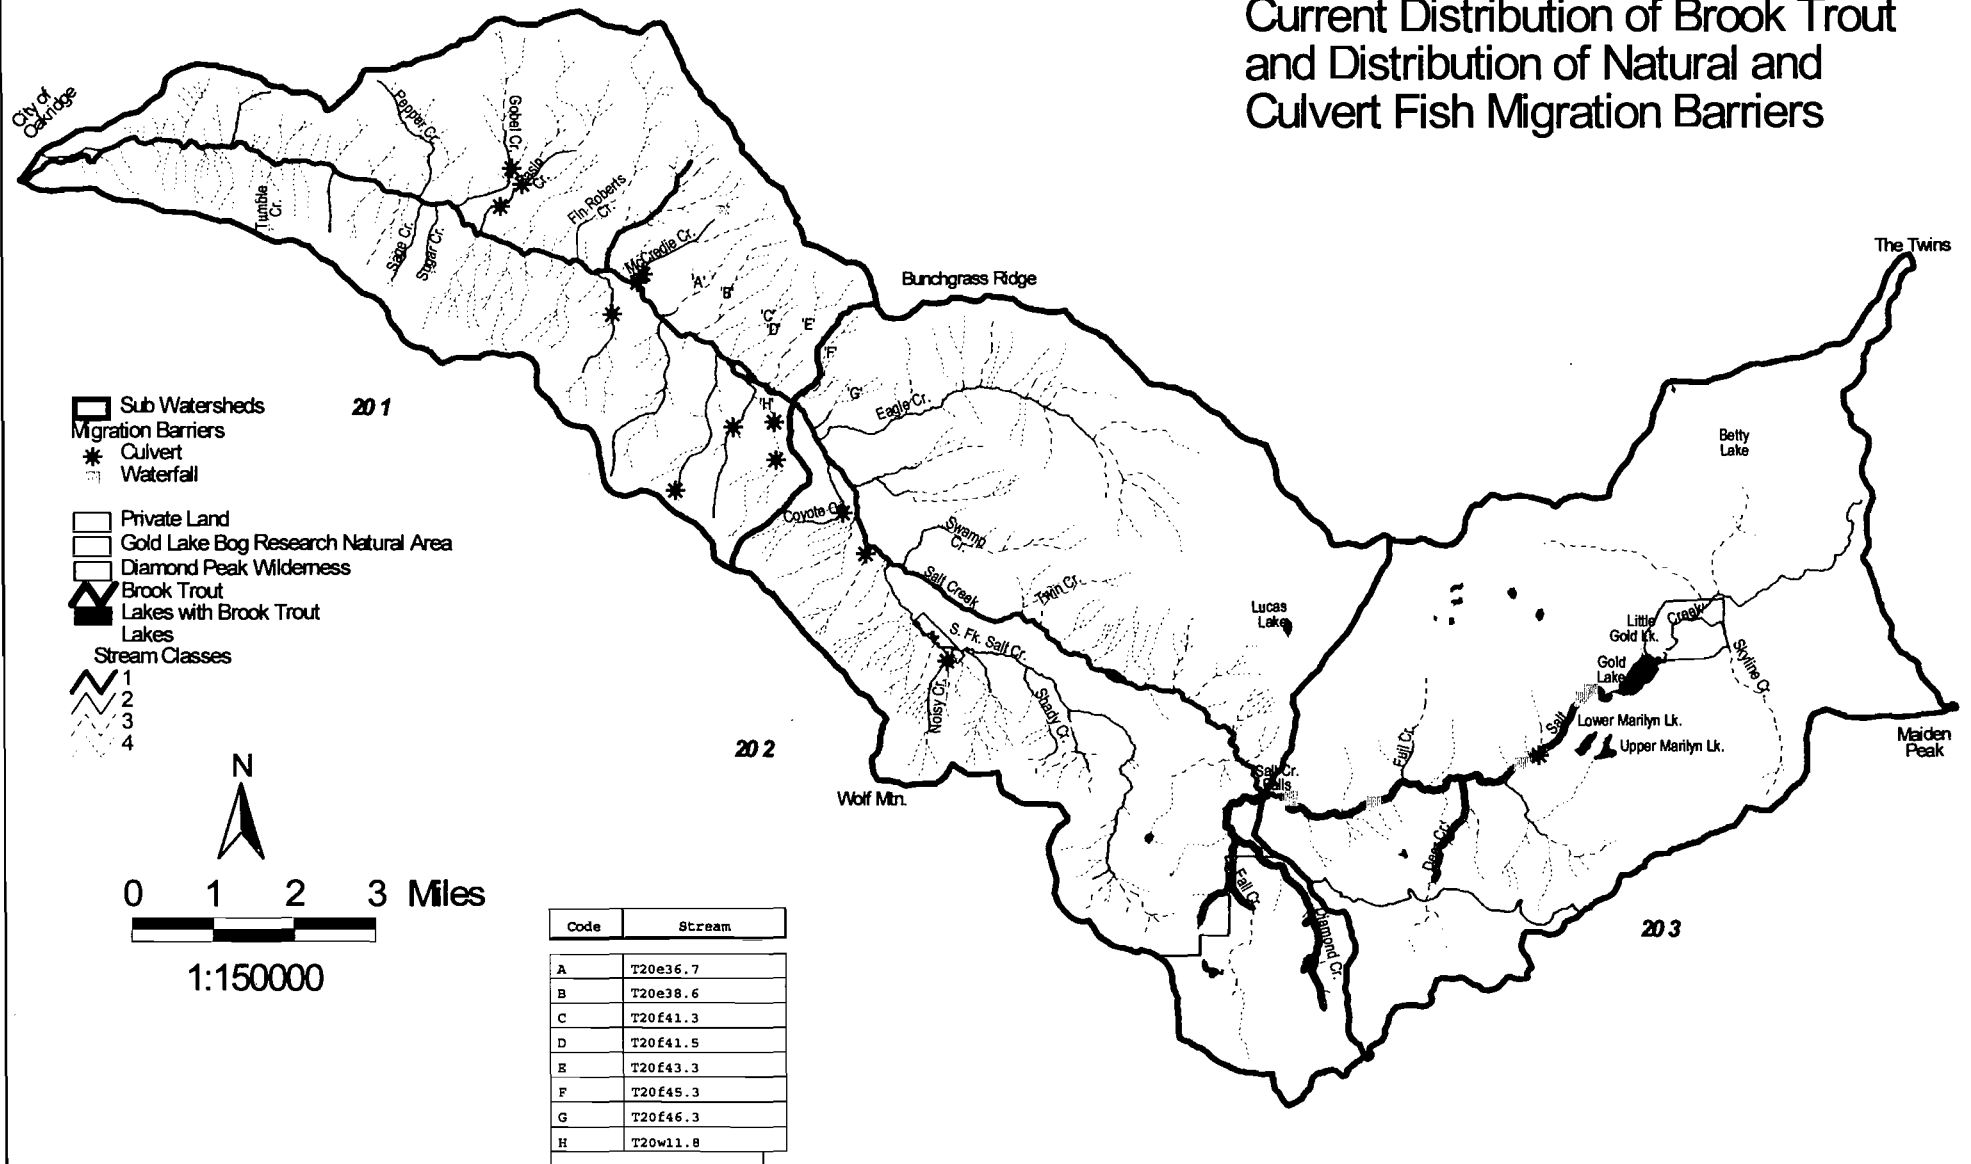 Current Distribution of Brook Trout
and Distribution of Natural and
Culvert Fish Migration Barriers
City of
Oakridge
Pepper Cr.
Gobel Cr.
Basin
Cr.
Tumble
Cr.
Sage Cr.
Sugar Cr.
Fln Roberts
Cr.
McCredie Cr.
'A'
'B'
'C'
'D'
'E'
'F'
'G'
'H'
Bunchgrass Ridge
The Twins
Eagle Cr.
Betty
Lake
Coyote Cr.
Swamp
Cr.
Salt Creek
Twin Cr.
S. Fk. Salt Cr.
Noisy Cr.
Shady Cr.
Lucas
Lake
Little
Gold Lk.
Creek
Gold
Lake
Skyline Cr.
Salt
Lower Marilyn Lk.
Upper Marilyn Lk.
Maiden
Peak
Fuji Cr.
Salt Cr.
Falls
Deer Cr.
Fall Cr.
Diamond Cr.
Wolf Mtn.
20 1
20 2
20 3
Sub Watersheds
Migration Barriers
Culvert
Waterfall
Private Land
Gold Lake Bog Research Natural Area
Diamond Peak Wilderness
Brook Trout
Lakes with Brook Trout
Lakes
Stream Classes
1
2
3
4
N
0 1 2 3 Miles
1:150000
Code Stream
A T20e36.7
B T20e38.6
C T20f41.3
D T20f41.5
E T20f43.3
F T20f45.3
G T20f46.3
H T20w11.8